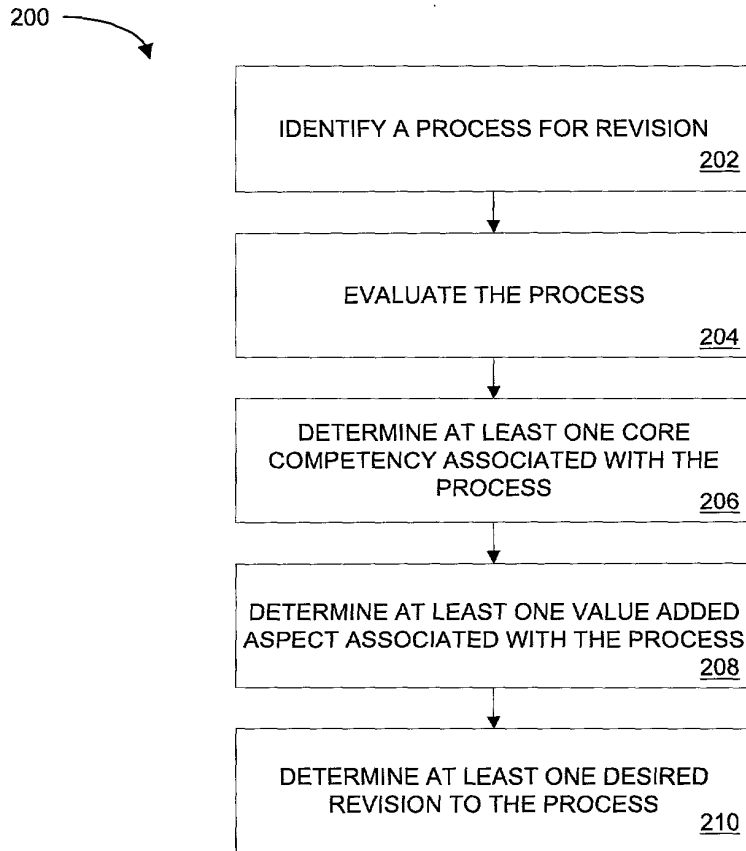 200
IDENTIFY A PROCESS FOR REVISION
202
EVALUATE THE PROCESS
204
DETERMINE AT LEAST ONE CORE
COMPETENCY ASSOCIATED WITH THE
PROCESS
206
DETERMINE AT LEAST ONE VALUE ADDED
ASPECT ASSOCIATED WITH THE PROCESS
208
DETERMINE AT LEAST ONE DESIRED
REVISION TO THE PROCESS
210